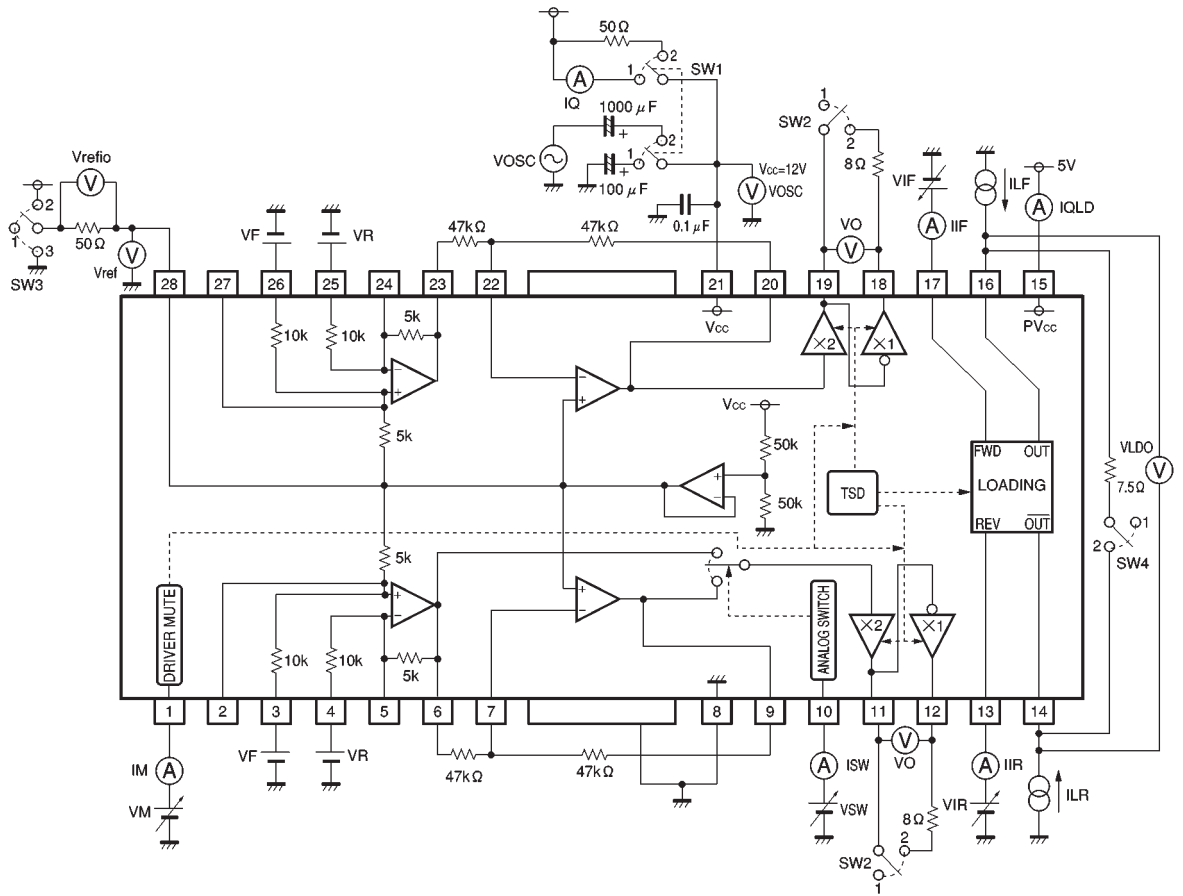 50Ω
2
1
SW1
A
IQ
1000 μF
+
2
VOSC
1
+
100 μF
Vcc=12V
V
VOSC
0.1 μF
1
SW2
2
8Ω
VO
V
VIF
A
IIF
ILF
5V
A
IQLD
Vrefio
V
2
1
3
50Ω
SW3
V
Vref
VF
VR
47kΩ
47kΩ
28
27
26
25
24
23
22
21
20
19
18
17
16
15
Vcc
PVcc
10k
10k
5k
−
+
5k
−
+
×2
×1
Vcc
50k
+
−
50k
TSD
FWD
OUT
LOADING
REV
OUT
VLDO
V
7.5Ω
1
2
SW4
5k
+
−
+
−
DRIVER MUTE
10k
10k
5k
ANALOG SWITCH
×2
×1
1
2
3
4
5
6
7
8
9
10
11
12
13
14
IM
A
VM
VF
VR
47kΩ
47kΩ
A
ISW
VSW
V
VO
8Ω
2
SW2
1
A
IIR
VIR
ILR